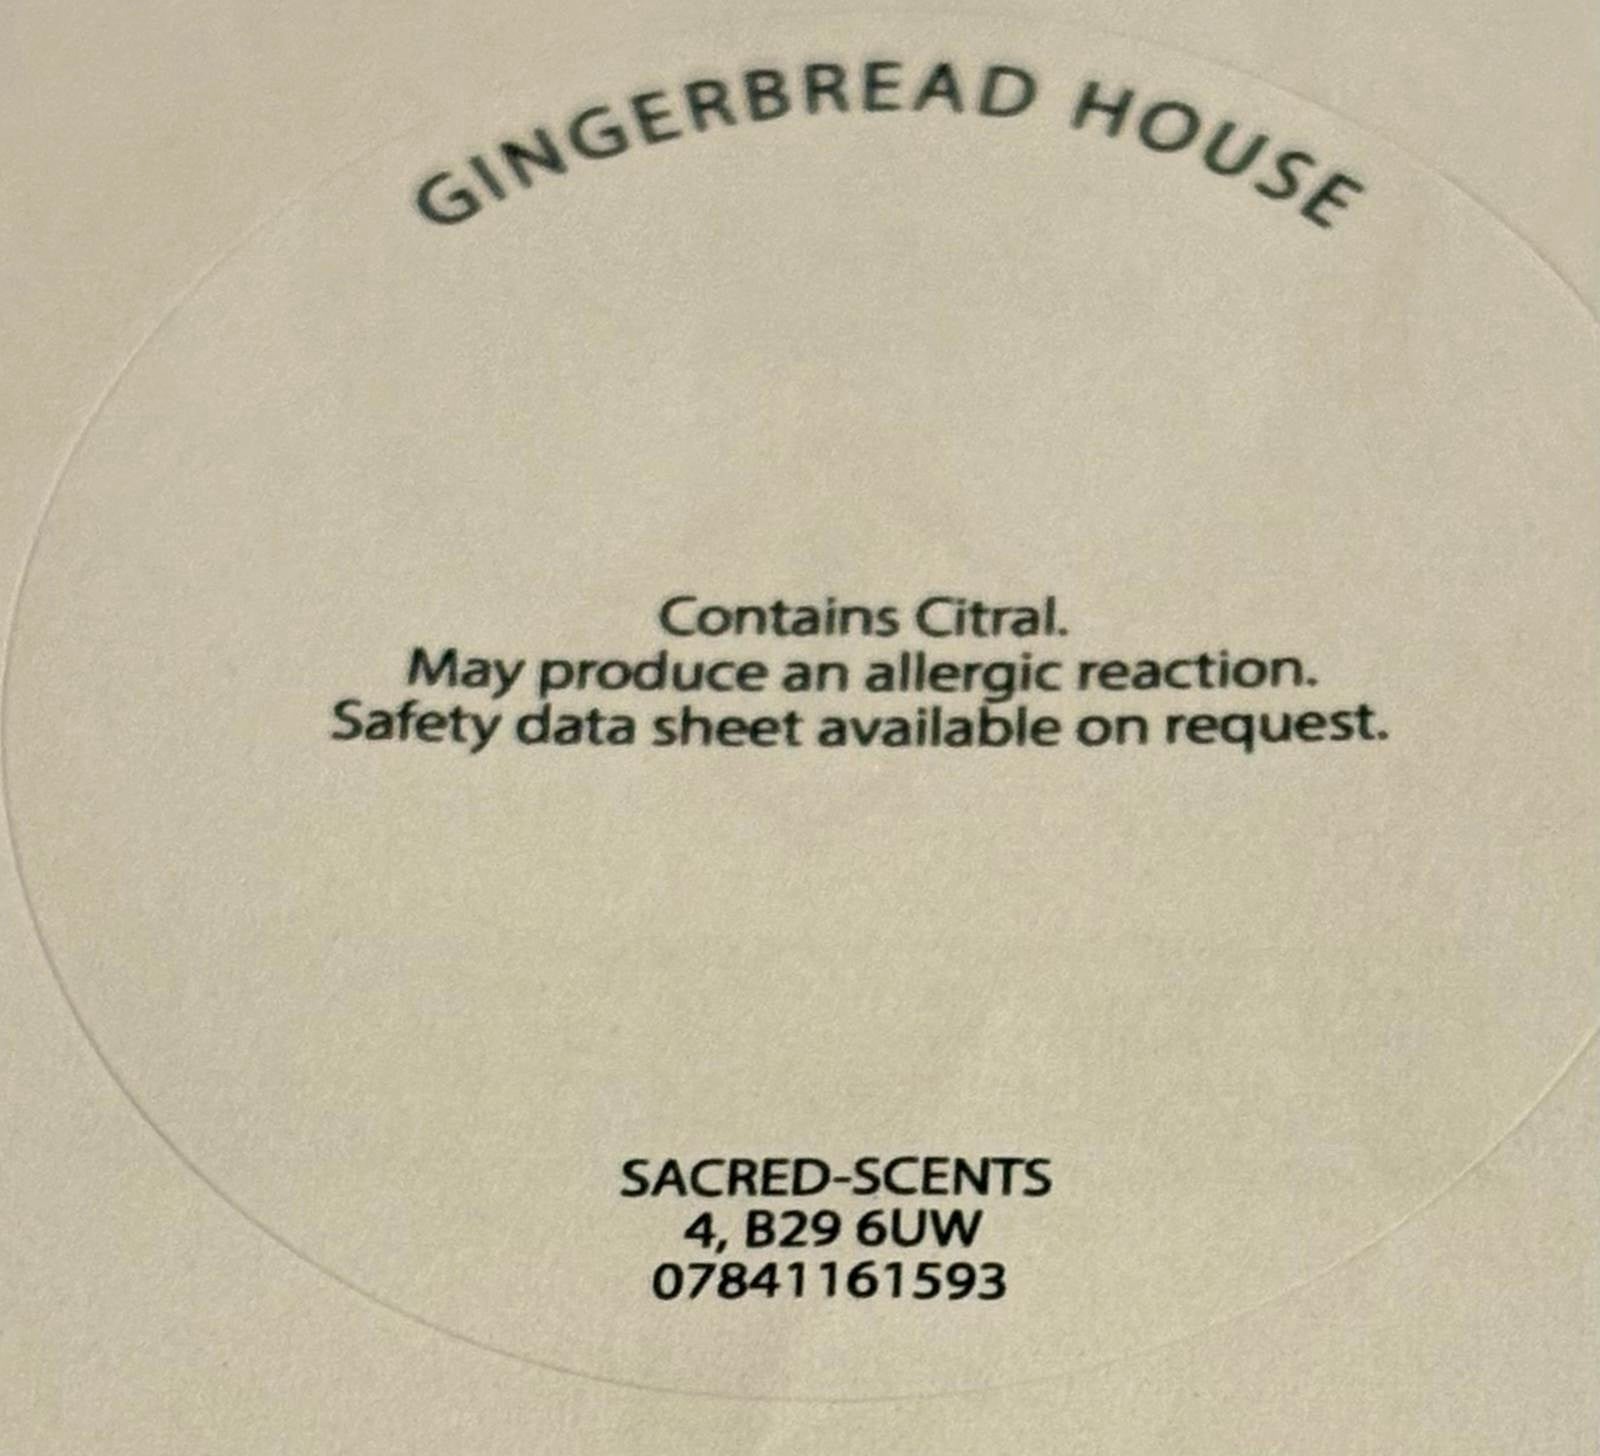 GINGERBREAD HOUSE
Contains Citral.
May produce an allergic reaction.
Safety data sheet available on request.
SACRED-SCENTS
4, B29 6UW
07841161593